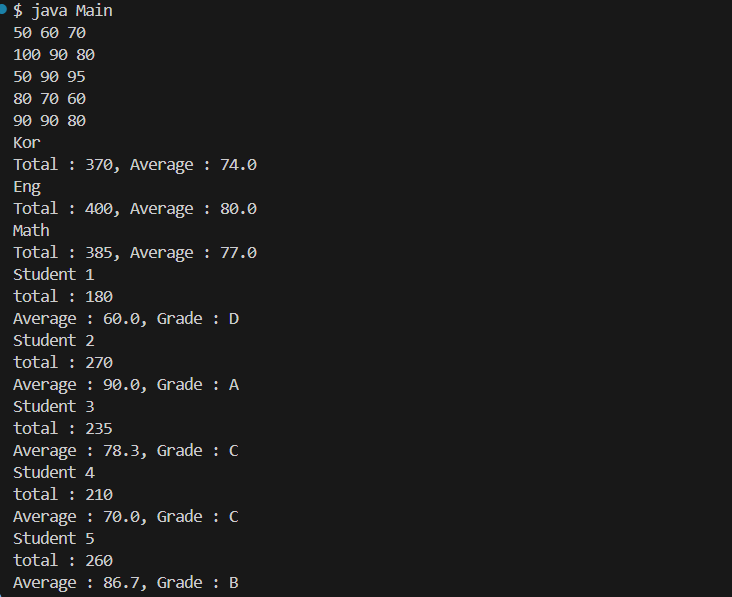 $ java Main
50 60 70
100 90 80
50 90 95
80 70 60
90 90 80
Kor
Total : 370, Average : 74.0
Eng
Total : 400, Average : 80.0
Math
Total : 385, Average : 77.0
Student 1
total : 180
Average : 60.0, Grade : D
Student 2
total : 270
Average : 90.0, Grade : A
Student 3
total : 235
Average : 78.3, Grade : C
Student 4
total : 210
Average : 70.0, Grade : C
Student 5
total : 260
Average : 86.7, Grade : B